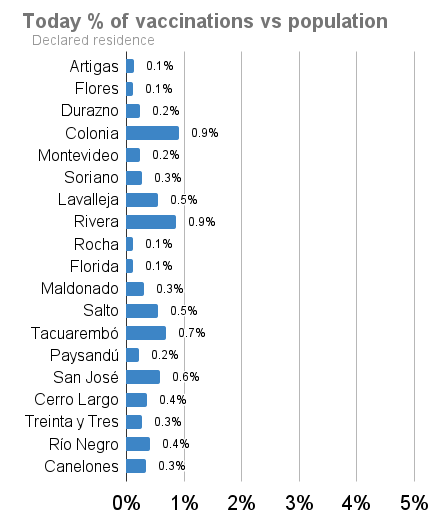 Today % of vaccinations vs population
Declared residence
Artigas 0.1%
Flores 0.1%
Durazno 0.2%
Colonia 0.9%
Montevideo 0.2%
Soriano 0.3%
Lavalleja 0.5%
Rivera 0.9%
Rocha 0.1%
Florida 0.1%
Maldonado 0.3%
Salto 0.5%
Tacuarembó 0.7%
Paysandú 0.2%
San José 0.6%
Cerro Largo 0.4%
Treinta y Tres 0.3%
Río Negro 0.4%
Canelones 0.3%
0% 1% 2% 3% 4% 5%